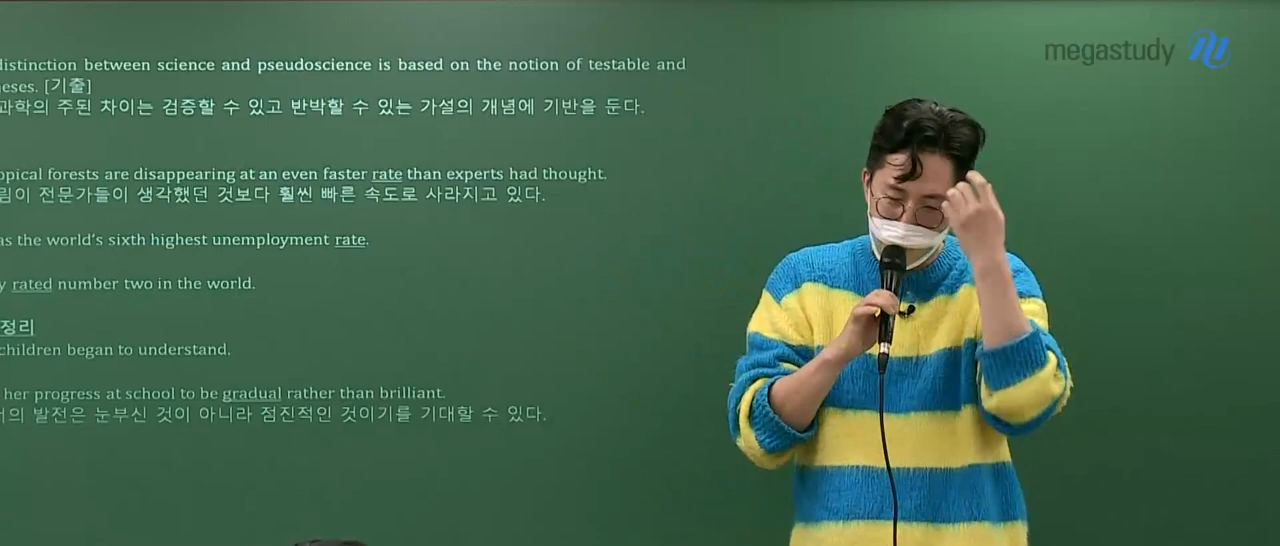 megastudy
distinction between science and pseudoscience is based on the notion of testable and
eses. [기출]
과학의 주된 차이는 검증할 수 있고 반박할 수 있는 가설의 개념에 기반을 둔다.
opical forests are disappearing at an even faster rate than experts had thought.
림이 전문가들이 생각했던 것보다 훨씬 빠른 속도로 사라지고 있다.
as the world's sixth highest unemployment rate.
y rated number two in the world.
정리
children began to understand.
her progress at school to be gradual rather than brilliant.
의 발전은 눈부신 것이 아니라 점진적인 것이기를 기대할 수 있다.